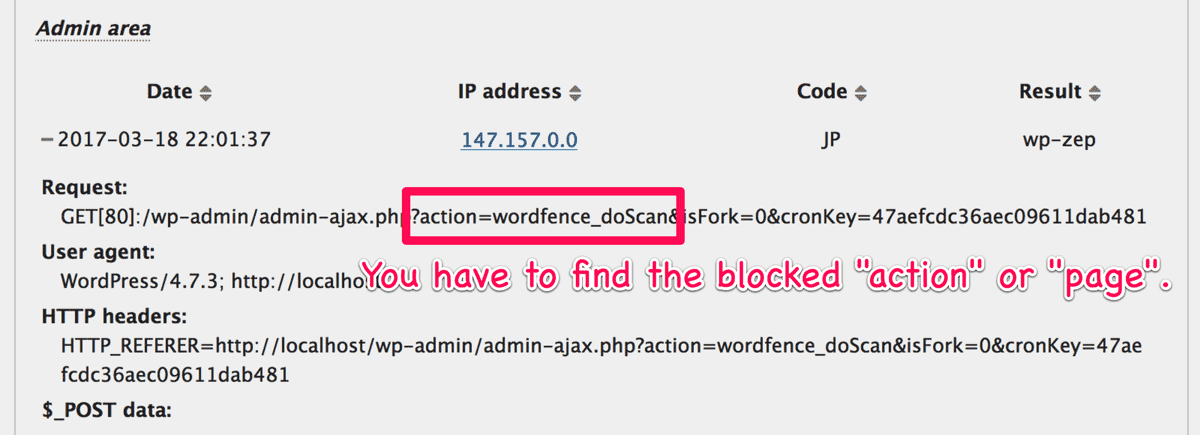 Admin area
Date IP address Code Result
2017-03-18 22:01:37 147.157.0.0 JP wp-zep
Request:
GET[80]:/wp-admin/admin-ajax.php?action=wordfence_doScan&isFork=0&cronKey=47aefcdc36aec09611dab481
User agent:
WordPress/4.7.3; http://localho
You have to find the blocked "action" or "page".
HTTP headers:
HTTP_REFERER=http://localhost/wp-admin/admin-ajax.php?action=wordfence_doScan&isFork=0&cronKey=47ae
fcdc36aec09611dab481
$_POST data: